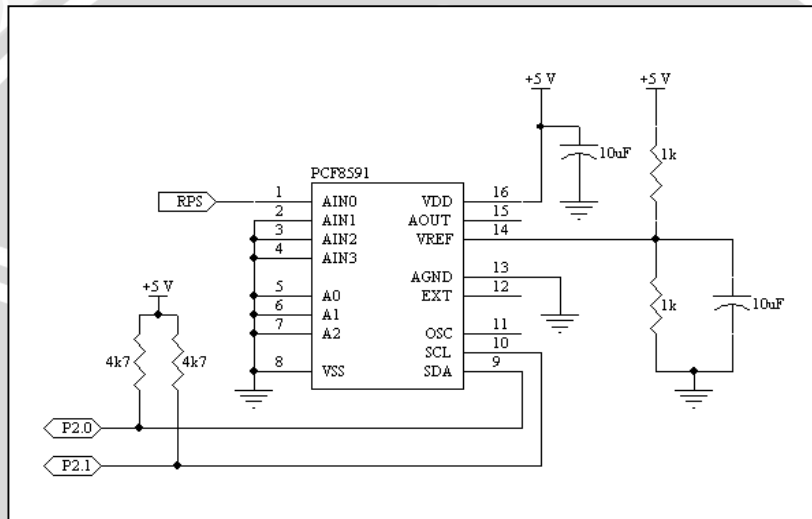 +5 V
+5 V
10uF
1k
PCF8591
RPS
1 AIN0 VDD 16
2 AIN1 AOUT 15
3 AIN2 VREF 14
4 AIN3
AGND 13
5 A0 EXT 12
6 A1
7 A2 OSC 11
SCL 10
8 VSS SDA 9
1k
10uF
+5 V
4k7
4k7
P2.0
P2.1